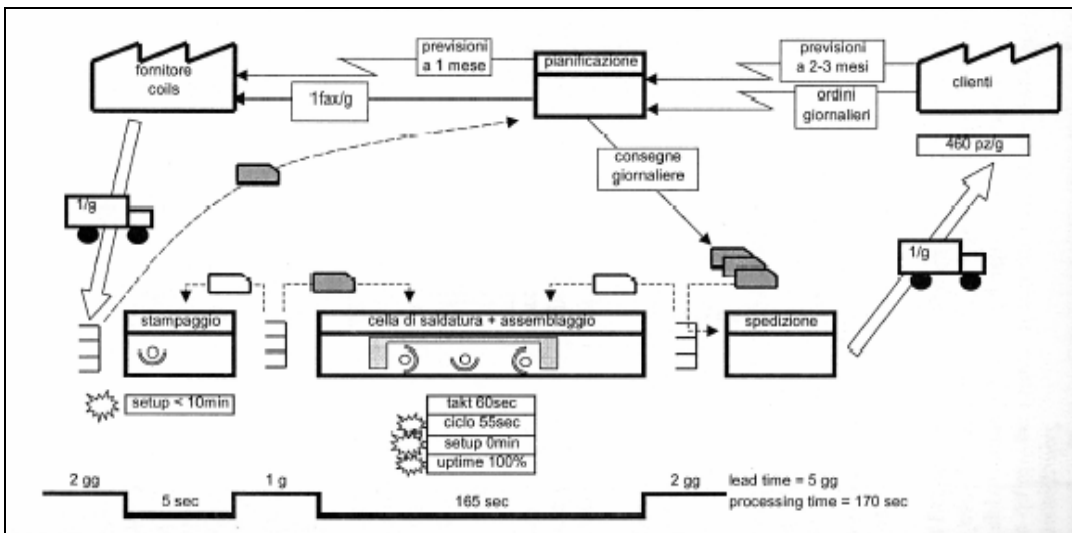 previsioni
a 1 mese
pianificazione
previsioni
a 2-3 mesi
fornitore
coils
clienti
1fax/g
ordini
giornalieri
460 pz/g
consegne
giornaliere
1/g
1/g
stampaggio
cella di saldatura + assemblaggio
spedizione
setup < 10min
takt 60sec
ciclo 55sec
setup 0min
uptime 100%
2 gg
1 g
2 gg
lead time = 5 gg
5 sec
165 sec
processing time = 170 sec